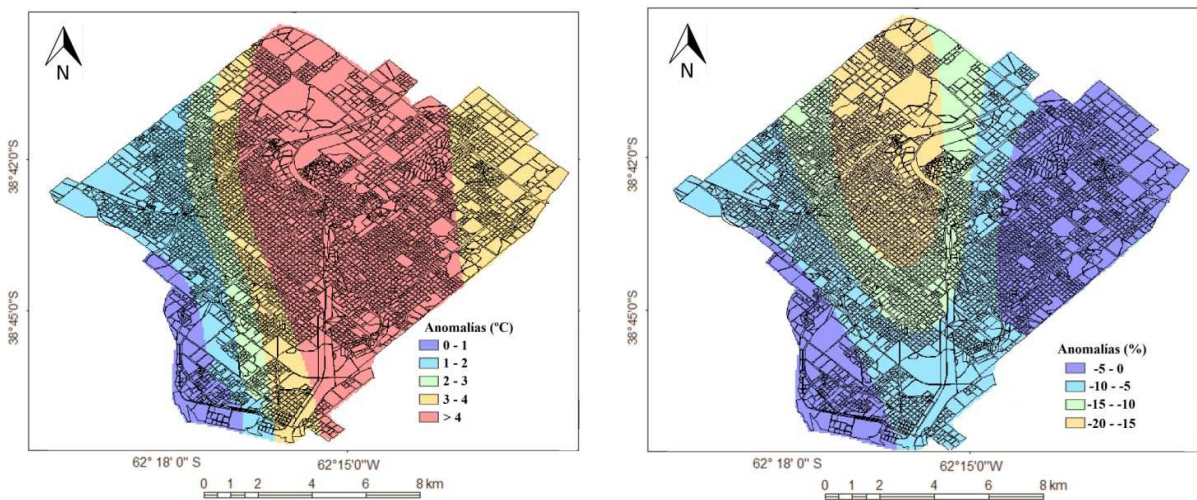 N
38°42'0"S
38°45'0"S
Anomalías (ºC)
0 - 1
1 - 2
2 - 3
3 - 4
> 4
62° 18' 0" S
62°15'0"W
0 1 2 4 6 8 km
N
38°42'0"S
38°45'0"S
Anomalías (%)
-5 - 0
-10 - -5
-15 - -10
-20 - -15
62° 18' 0" S
62°15'0"W
0 1 2 4 6 8 km